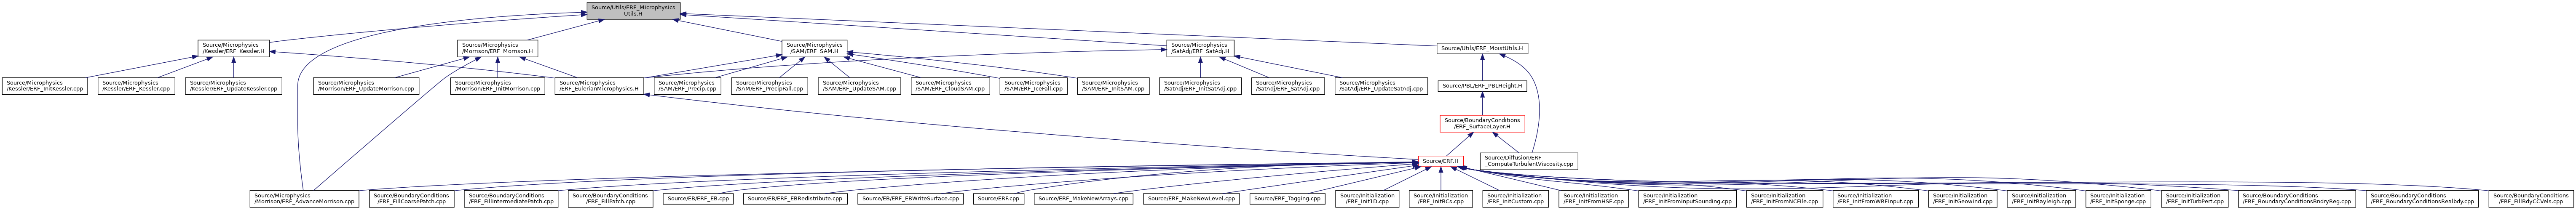 Source/Utils/ERF_Microphysics
Utils.H
Source/Microphysics
/Kessler/ERF_Kessler.H
Source/Microphysics
/Morrison/ERF_Morrison.H
Source/Microphysics
/SAM/ERF_SAM.H
Source/Microphysics
/SatAdj/ERF_SatAdj.H
Source/Utils/ERF_MoistUtils.H
Source/Microphysics
/Kessler/ERF_InitKessler.cpp
Source/Microphysics
/Kessler/ERF_Kessler.cpp
Source/Microphysics
/Kessler/ERF_UpdateKessler.cpp
Source/Microphysics
/Morrison/ERF_UpdateMorrison.cpp
Source/Microphysics
/Morrison/ERF_InitMorrison.cpp
Source/Microphysics
/ERF_EulerianMicrophysics.H
Source/Microphysics
/SAM/ERF_Precip.cpp
Source/Microphysics
/SAM/ERF_PrecipFall.cpp
Source/Microphysics
/SAM/ERF_UpdateSAM.cpp
Source/Microphysics
/SAM/ERF_CloudSAM.cpp
Source/Microphysics
/SAM/ERF_IceFall.cpp
Source/Microphysics
/SAM/ERF_InitSAM.cpp
Source/Microphysics
/SatAdj/ERF_InitSatAdj.cpp
Source/Microphysics
/SatAdj/ERF_SatAdj.cpp
Source/Microphysics
/SatAdj/ERF_UpdateSatAdj.cpp
Source/PBL/ERF_PBLHeight.H
Source/BoundaryConditions
/ERF_SurfaceLayer.H
Source/ERF.H
Source/Diffusion/ERF
_ComputeTurbulentViscosity.cpp
Source/Microphysics
/Morrison/ERF_AdvanceMorrison.cpp
Source/BoundaryConditions
/ERF_FillCoarsePatch.cpp
Source/BoundaryConditions
/ERF_FillIntermediatePatch.cpp
Source/BoundaryConditions
/ERF_FillPatch.cpp
Source/EB/ERF_EB.cpp
Source/EB/ERF_EBRedistribute.cpp
Source/EB/ERF_EBWriteSurface.cpp
Source/ERF.cpp
Source/ERF_MakeNewArrays.cpp
Source/ERF_MakeNewLevel.cpp
Source/ERF_Tagging.cpp
Source/Initialization
/ERF_Init1D.cpp
Source/Initialization
/ERF_InitBCs.cpp
Source/Initialization
/ERF_InitCustom.cpp
Source/Initialization
/ERF_InitFromHSE.cpp
Source/Initialization
/ERF_InitFromInputSounding.cpp
Source/Initialization
/ERF_InitFromNCFile.cpp
Source/Initialization
/ERF_InitFromWRFInput.cpp
Source/Initialization
/ERF_InitGeowind.cpp
Source/Initialization
/ERF_InitRayleigh.cpp
Source/Initialization
/ERF_InitSponge.cpp
Source/Initialization
/ERF_InitTurbPert.cpp
Source/BoundaryConditions
/ERF_BoundaryConditionsBndryReg.cpp
Source/BoundaryConditions
/ERF_BoundaryConditionsRealbdy.cpp
Source/BoundaryConditions
/ERF_FillBdyCCVels.cpp